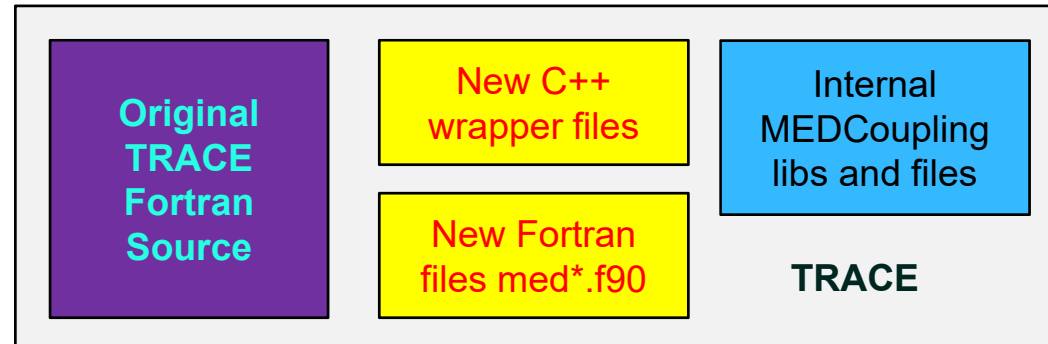 Original
TRACE
Fortran
Source
New C++
wrapper files
New Fortran
files med*.f90
Internal
MEDCoupling
libs and files
TRACE